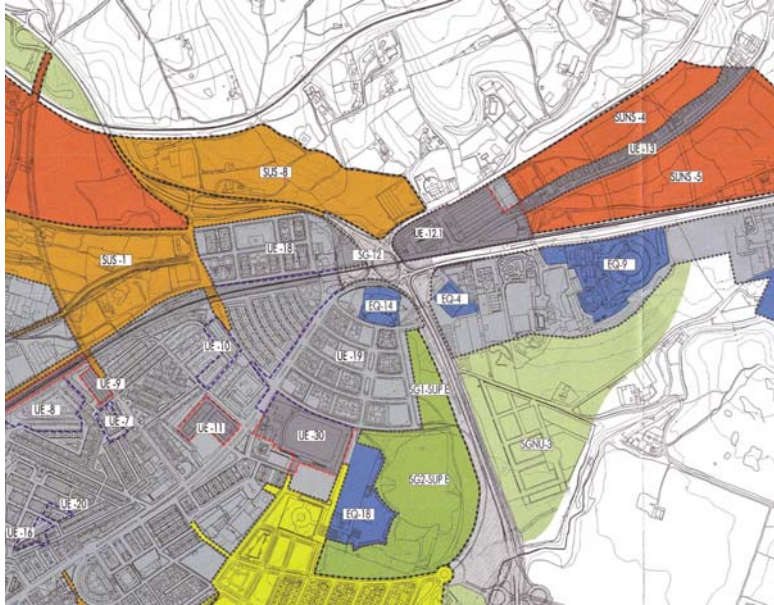 SUNS -4
UE -13
SUNS -5
SUS -8
UE -12.1
UE -18
SG -12
SUS -1
EQ -9
EQ -14
EQ -4
UE -10
UE -19
UE -9
SG1-SUP E
UE -8
UE -7
UE -11
UE -30
SGNU-3
SG2-SUP E
UE -20
EQ -18
UE -16